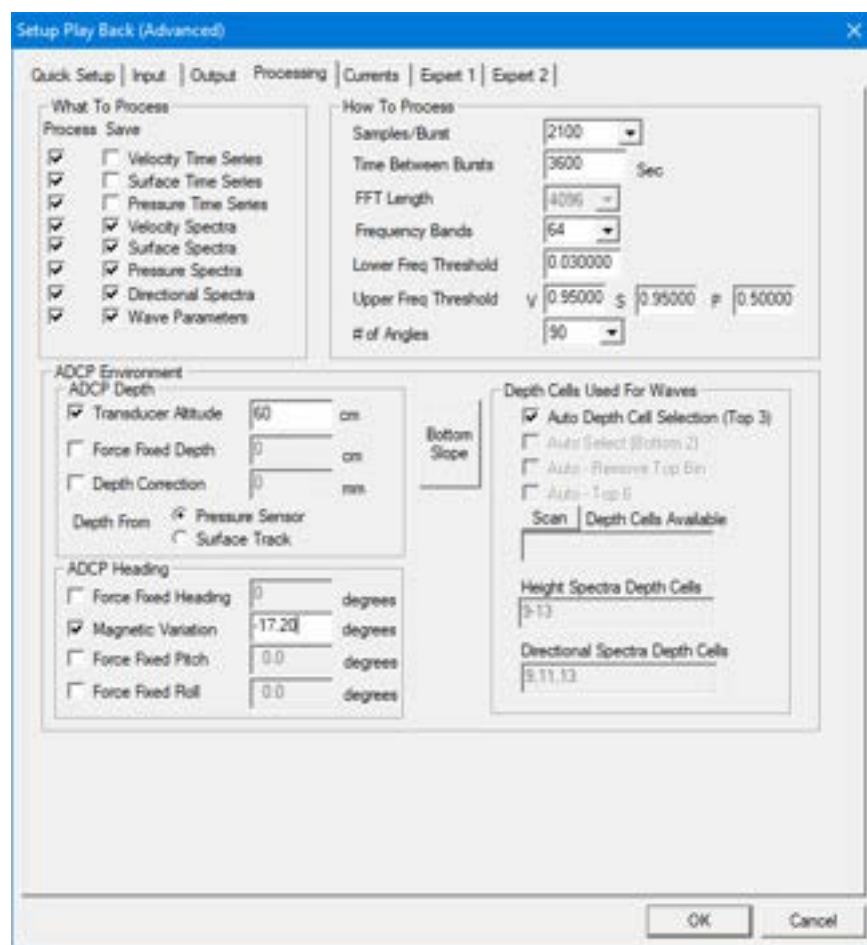 Setup Play Back (Advanced)
Quick Setup Input Output Processing Currents Expert 1 Expert 2
What To Process
Process Save
Velocity Time Series
Surface Time Series
Pressure Time Series
Velocity Spectra
Surface Spectra
Pressure Spectra
Directional Spectra
Wave Parameters
How To Process
Samples/Burst 2100
Time Between Bursts 3600 Sec
FFT Length 4096
Frequency Bands 64
Lower Freq Threshold 0.030000
Upper Freq Threshold V 0.95000 S 0.95000 P 0.50000
# of Angles 90
ADCP Environment
ADCP Depth
Transducer Altitude 60 cm
Force Fixed Depth 0 cm
Depth Correction 0 mm
Depth From Pressure Sensor
Surface Track
Bottom
Slope
ADCP Heading
Force Fixed Heading 0 degrees
Magnetic Variation -17.20 degrees
Force Fixed Pitch 0.0 degrees
Force Fixed Roll 0.0 degrees
Depth Cells Used For Waves
Auto Depth Cell Selection (Top 3)
Auto Select (Bottom 2)
Auto - Remove Top Bin
Auto - Top 6
Scan Depth Cells Available
Height Spectra Depth Cells
9-13
Directional Spectra Depth Cells
9,11,13
OK Cancel